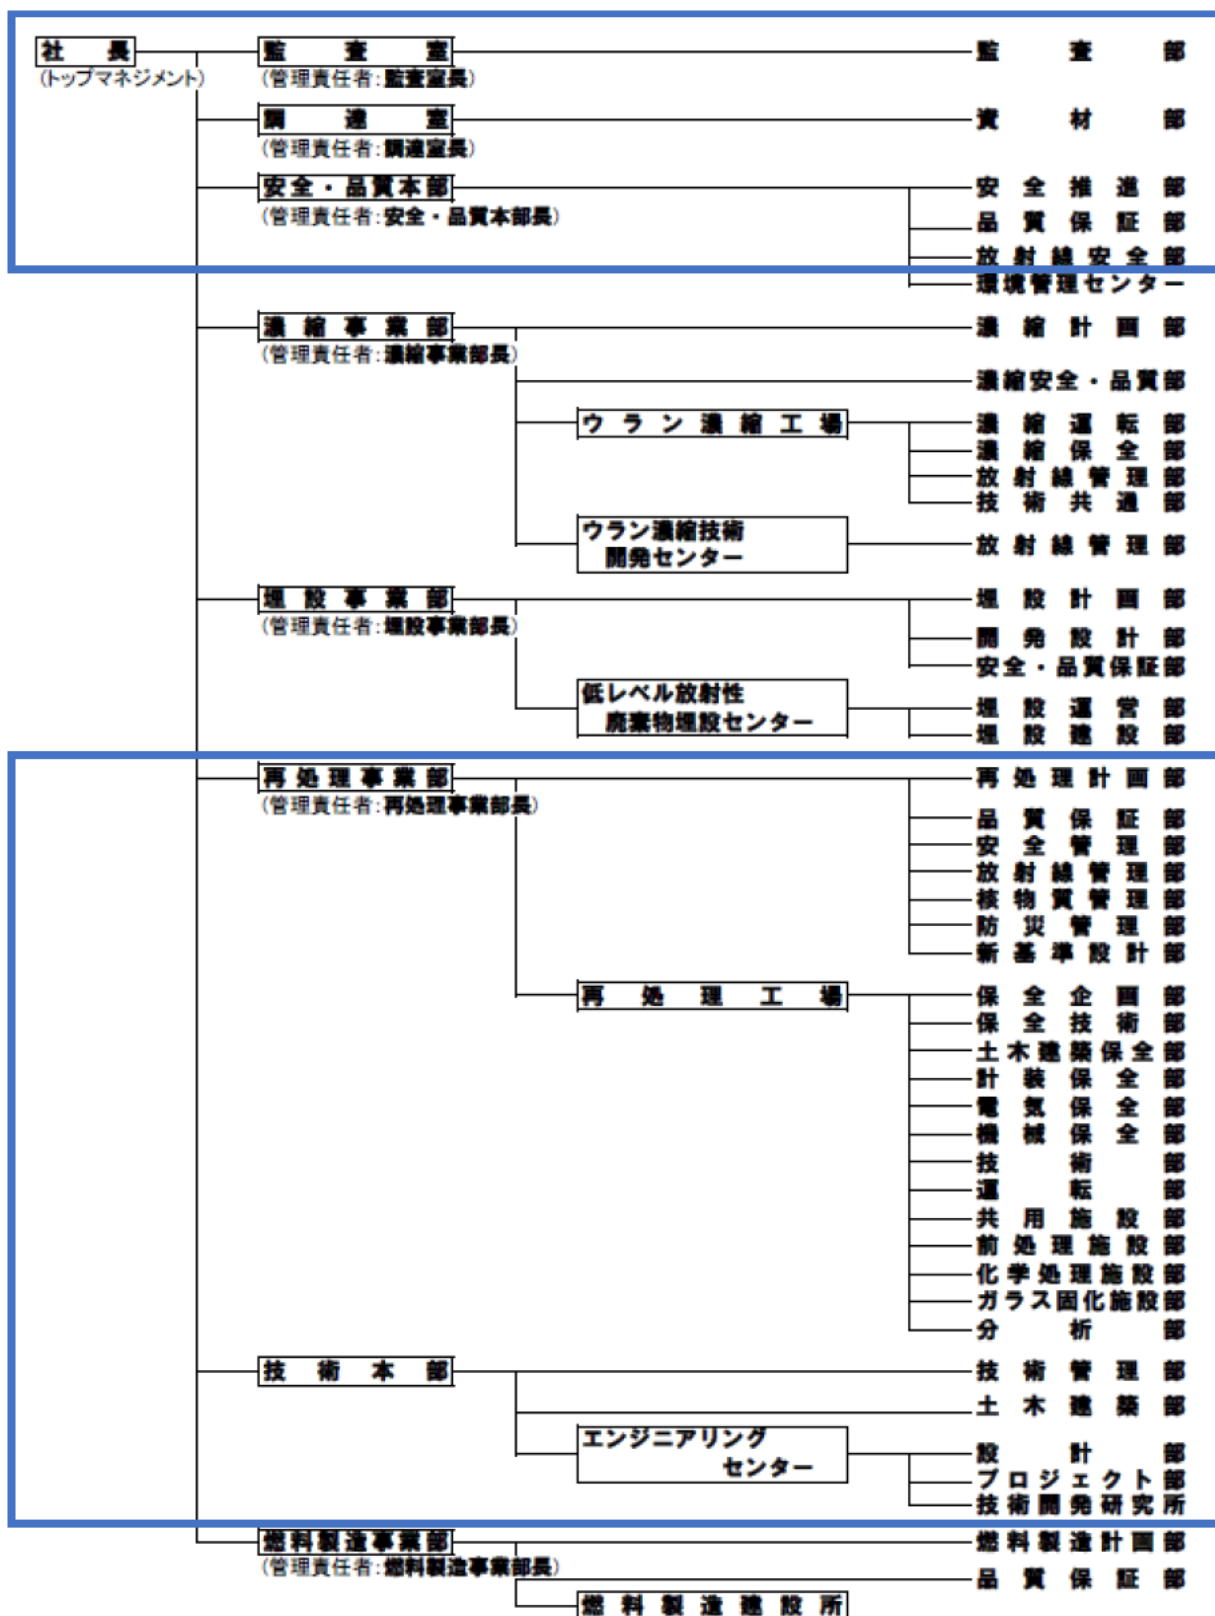 社長 監査室 監査部
(トップマネジメント) (管理責任者：監査室長)
調達室 資材部
(管理責任者：調達室長)
安全・品質本部 安全推進部
(管理責任者：安全・品質本部長)
品質保証部
放射線安全部
環境管理センター
濃縮事業部 濃縮計画部
(管理責任者：濃縮事業部長)
濃縮安全・品質部
ウラン濃縮工場 濃縮運転部
濃縮保全部
放射線管理部
技術共通部
ウラン濃縮技術
開発センター
放射線管理部
埋設事業部 埋設計画部
(管理責任者：埋設事業部長)
開発設計部
安全・品質保証部
低レベル放射性
廃棄物埋設センター
埋設運営部
埋設建設部
再処理事業部 再処理計画部
(管理責任者：再処理事業部長)
品質保証部
安全管理部
放射線管理部
核物質管理部
防災管理部
新基準設計部
再処理工場 保全企画部
保全技術部
土木建築保全部
計装保全部
電気保全部
機械保全部
技術部
運転部
共用施設部
前処理施設部
化学処理施設部
ガラス固化施設部
分析部
技術本部 技術管理部
土木建築部
エンジニアリング
センター
設計部
プロジェクト部
技術開発研究所
燃料製造事業部 燃料製造計画部
(管理責任者：燃料製造事業部長)
品質保証部
燃料製造建設所